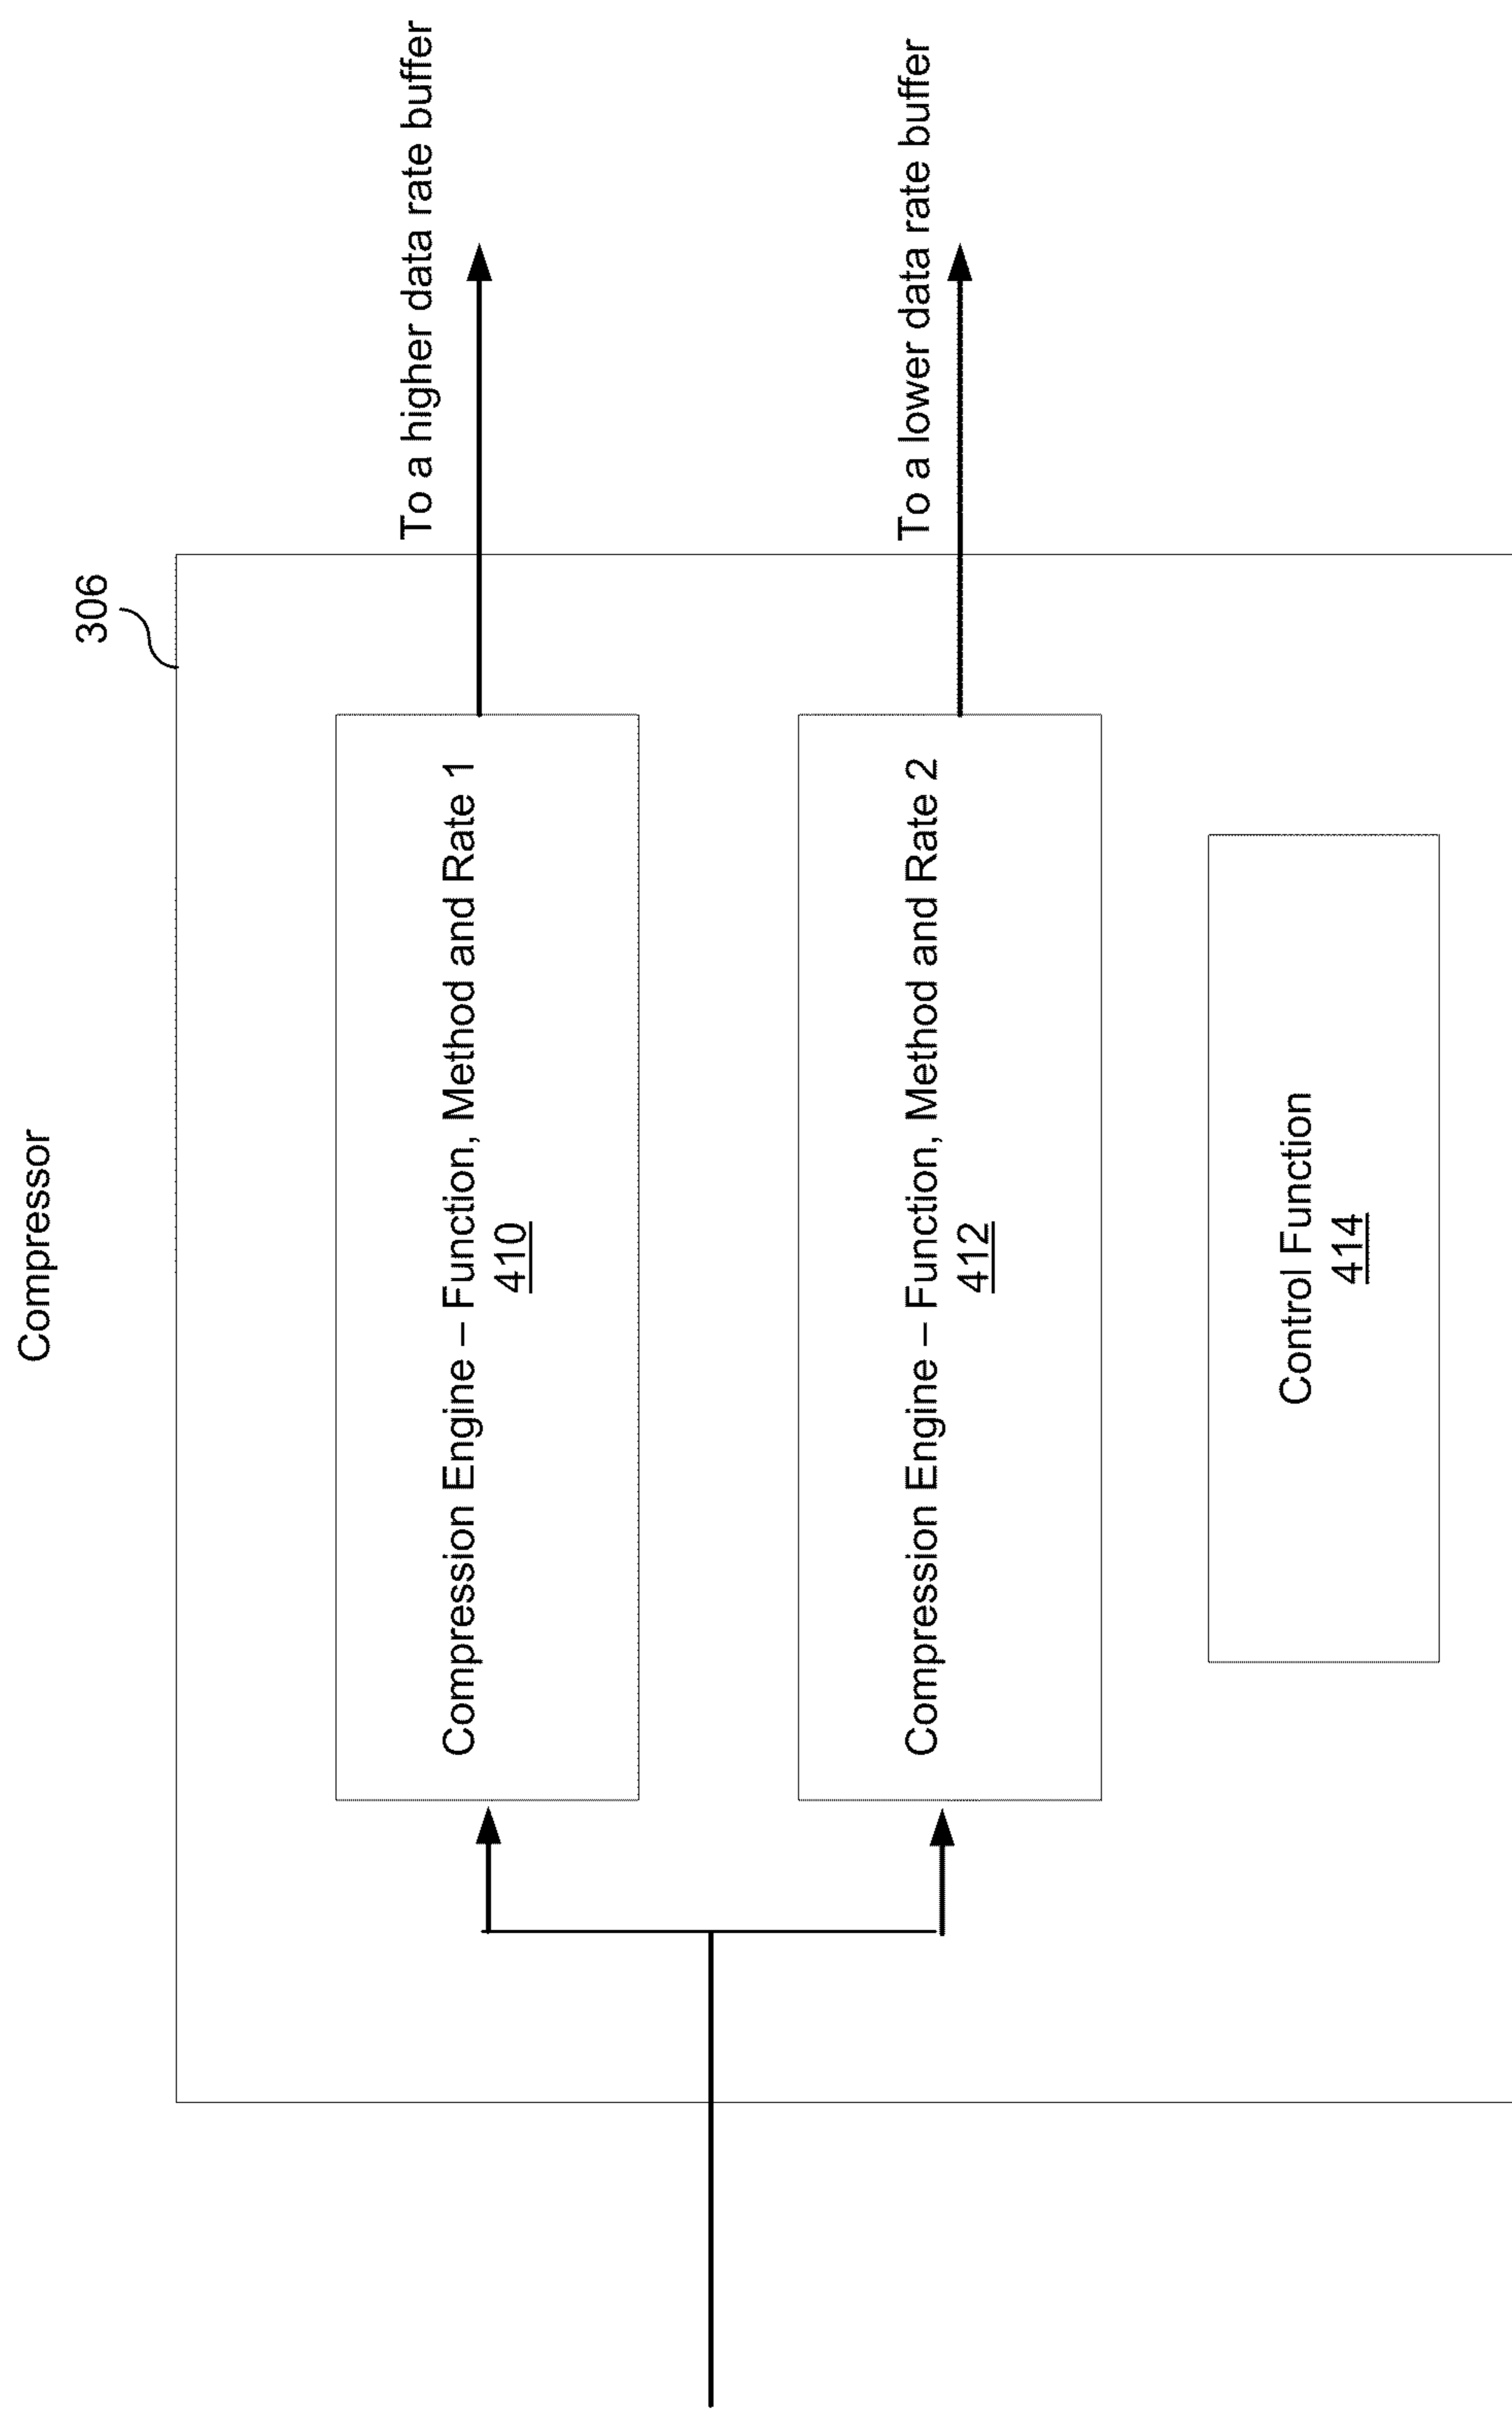 Compressor
306
To a higher data rate buffer
Compression Engine – Function, Method and Rate 1
410
To a lower data rate buffer
Compression Engine – Function, Method and Rate 2
412
Control Function
414